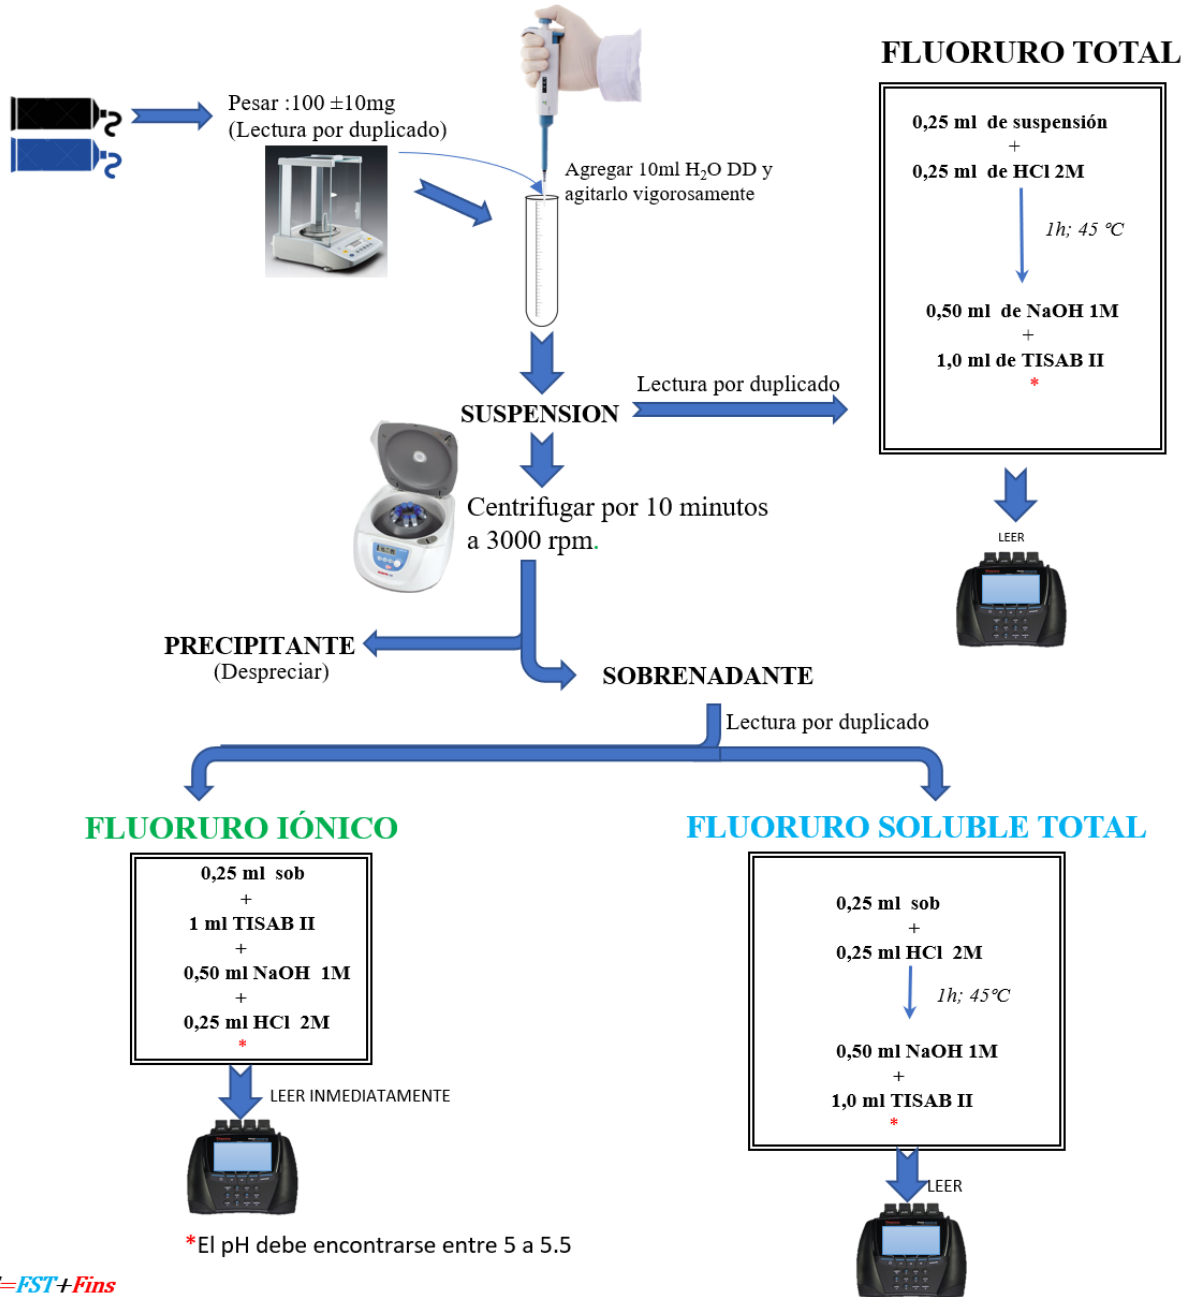 FLUORURO TOTAL
Pesar :100 ±10mg
(Lectura por duplicado)
Agregar 10ml H₂O DD y
agitarlo vigorosamente
0,25 ml de suspensión
+
0,25 ml de HCl 2M
1h; 45 °C
0,50 ml de NaOH 1M
+
1,0 ml de TISAB II
*
Lectura por duplicado
SUSPENSION
Centrifugar por 10 minutos
a 3000 rpm.
LEER
PRECIPITANTE
(Despreciar)
SOBRENADANTE
Lectura por duplicado
FLUORURO IÓNICO
0,25 ml sob
+
1 ml TISAB II
+
0,50 ml NaOH 1M
+
0,25 ml HCl 2M
*
LEER INMEDIATAMENTE
FLUORURO SOLUBLE TOTAL
0,25 ml sob
+
0,25 ml HCl 2M
1h; 45°C
0,50 ml NaOH 1M
+
1,0 ml TISAB II
*
LEER
*El pH debe encontrarse entre 5 a 5.5
=FST+Fins